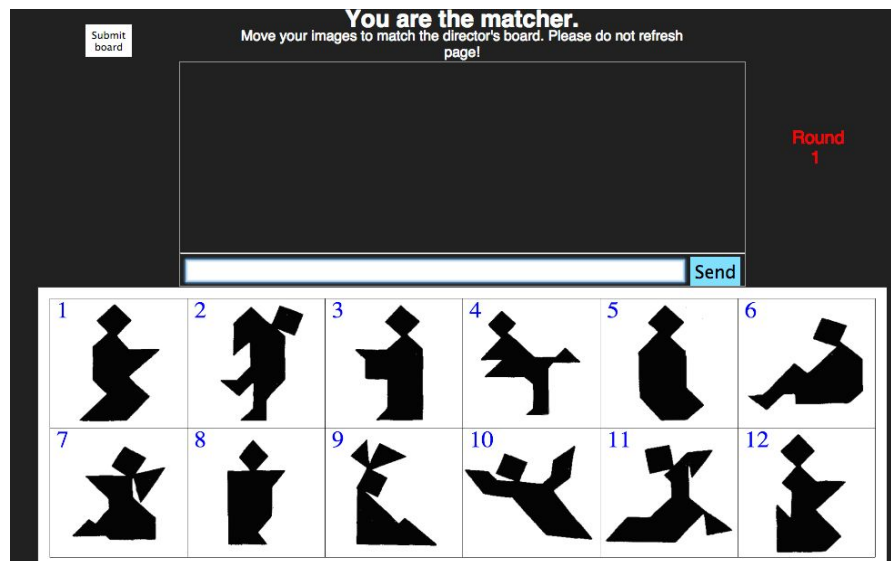 You are the matcher.
Submit
board
Move your images to match the director's board. Please do not refresh
page!
Round
1
Send
1 2 3 4 5 6
7 8 9 10 11 12